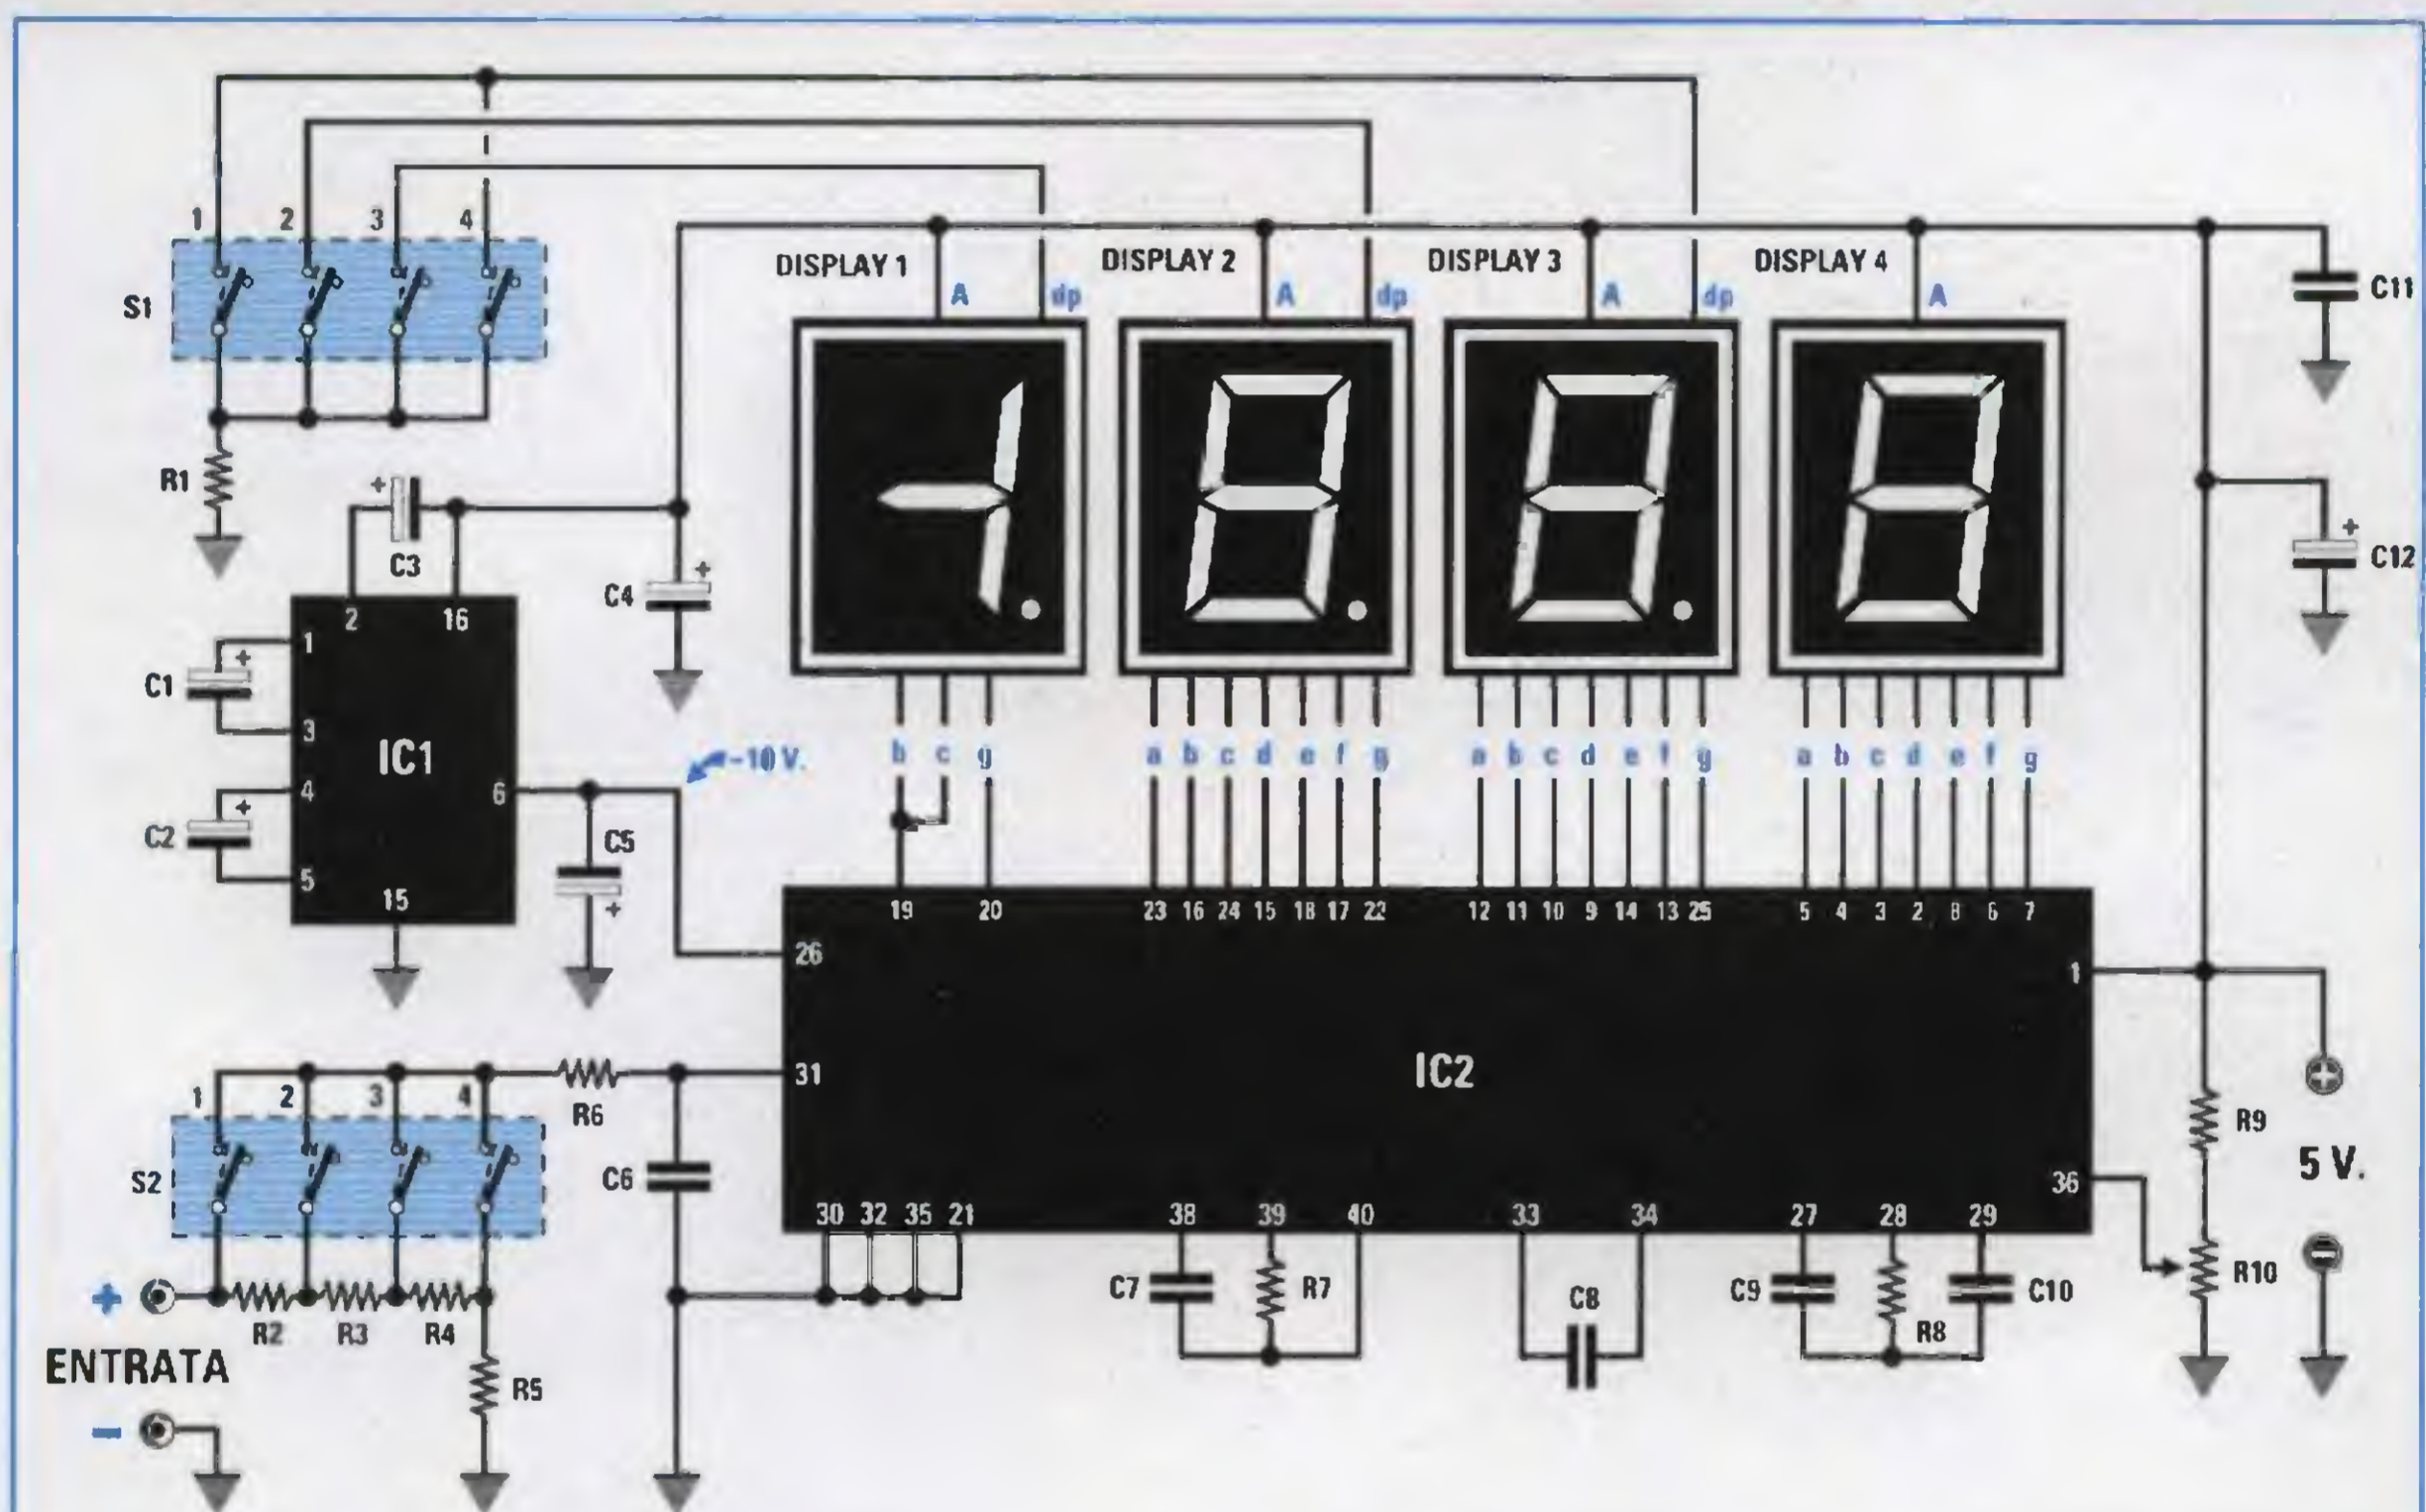 1 2 3 4
S1
R1
DISPLAY 1 DISPLAY 2 DISPLAY 3 DISPLAY 4
A dp A dp A dp A
C11
C12
+
+
C3
C4
+
2 16
1
3
4
5
6
15
IC1
C1
+
C2
+
-10 V.
C5
+
b c g a b c d e f g a b c d e f g a b c d e f g
19 20 23 16 24 15 18 17 22 12 11 10 9 14 13 25 5 4 3 2 8 6 7
26
31
1
36
IC2
1 2 3 4
S2
R6
C6
30 32 35 21 38 39 40 33 34 27 28 29
C7 R7 C8 C9 R8 C10
R9
R10
+
5 V.
-
+
R2 R3 R4
ENTRATA
R5
-